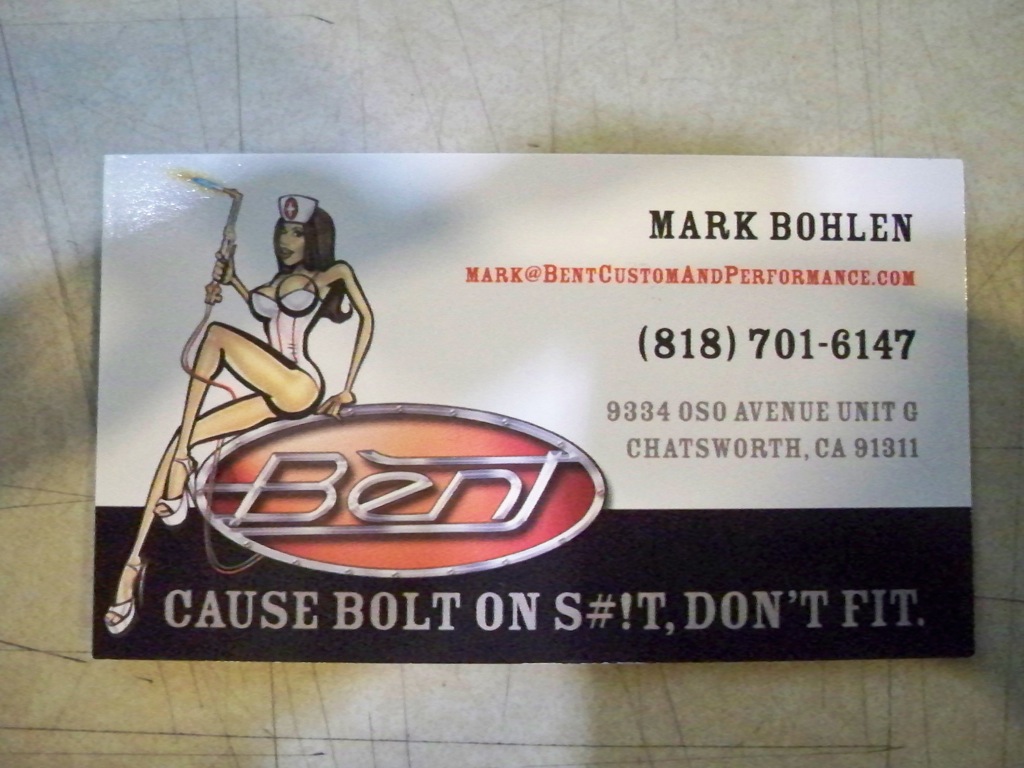 MARK BOHLEN
MARK@BENTCUSTOMANDPERFORMANCE.COM
(818) 701-6147
9334 OSO AVENUE UNIT G
CHATSWORTH, CA 91311
Bent
CAUSE BOLT ON S#!T, DON'T FIT.